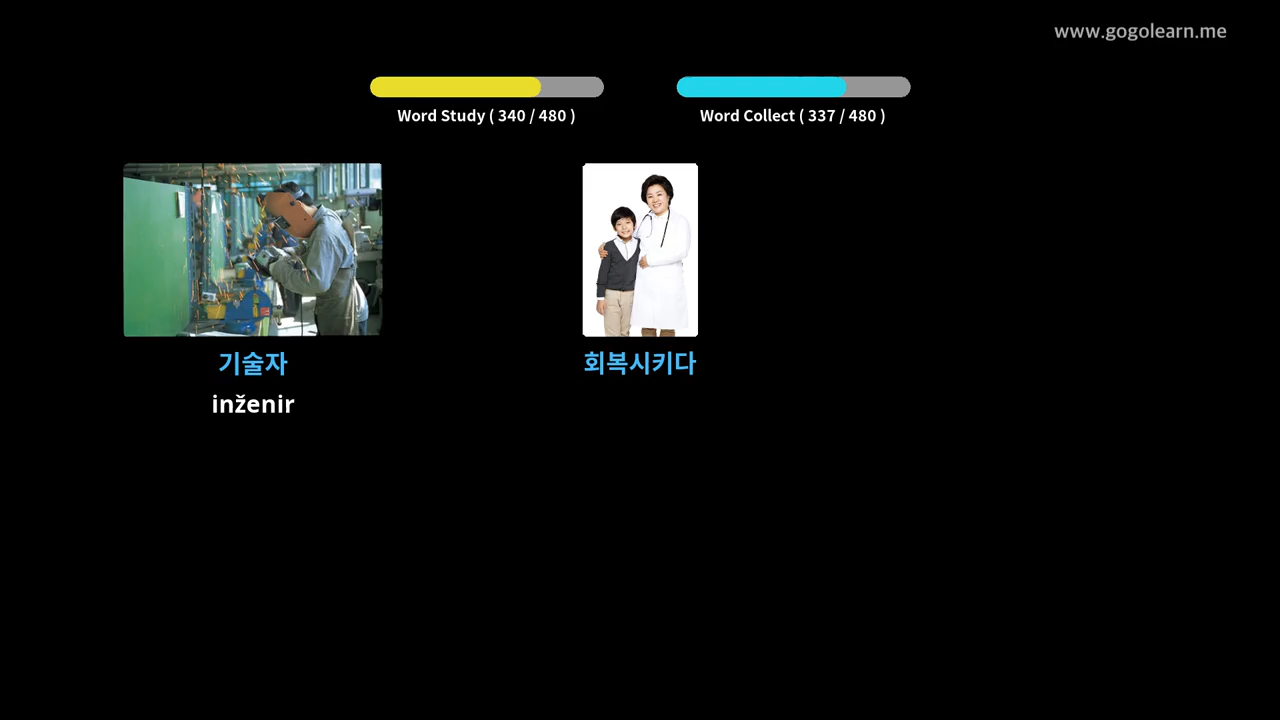 www.gogolearn.me
Word Study ( 340 / 480 )
Word Collect ( 337 / 480 )
기술자
inženir
회복시키다